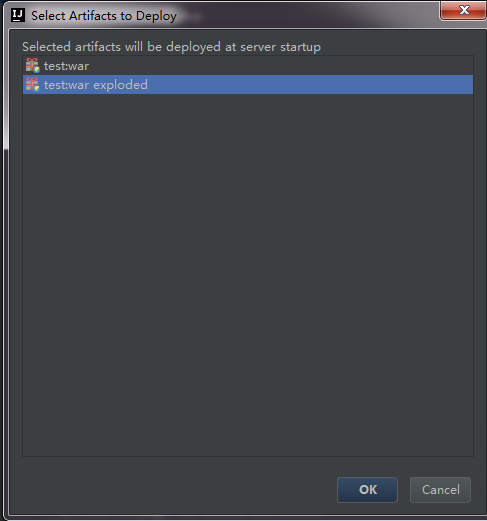 IJ Select Artifacts to Deploy
Selected artifacts will be deployed at server startup
test:war
test:war exploded
OK
Cancel